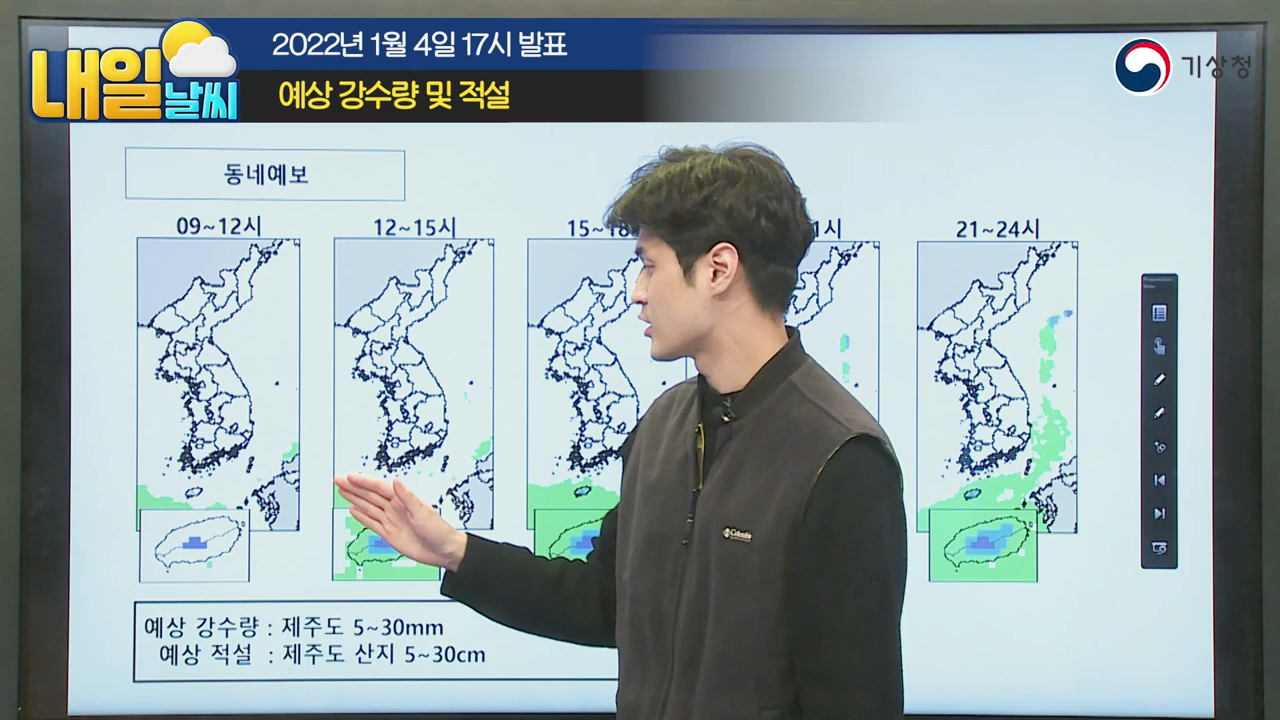 내일
날씨
2022년 1월 4일 17시 발표
예상 강수량 및 적설
기상청
동네예보
09~12시
12~15시
21~24시
예상 강수량 : 제주도 5~30mm
예상 적설 : 제주도 산지 5~30cm
Columbia